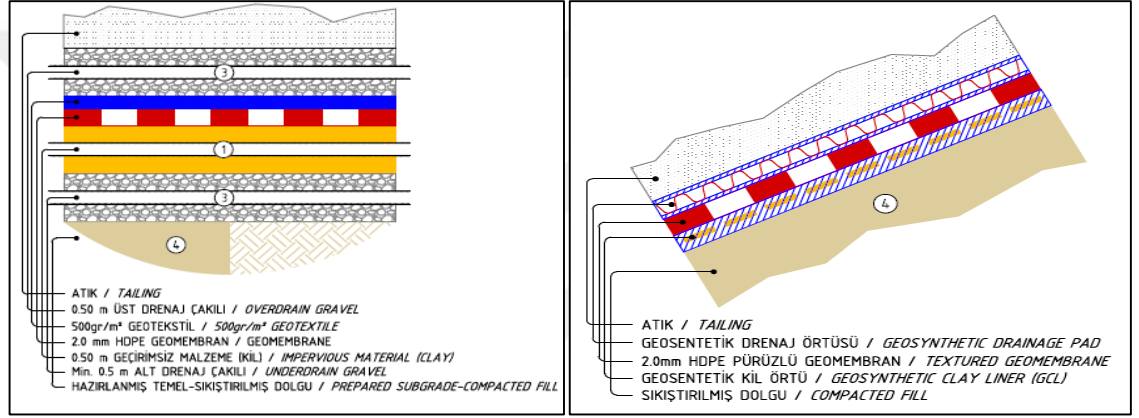 3
1
3
4
ATIK / TAILING
0.50 m ÜST DRENAJ ÇAKILI / OVERDRAIN GRAVEL
500gr/m² GEOTEKSTİL / 500gr/m² GEOTEXTILE
2.0 mm HDPE GEOMEMBRAN / GEOMEMBRANE
0.50 m GEÇİRİMSİZ MALZEME (KİL) / IMPERVIOUS MATERIAL (CLAY)
Min. 0.5 m ALT DRENAJ ÇAKILI / UNDERDRAIN GRAVEL
HAZIRLANMIŞ TEMEL-SIKIŞTIRILMIŞ DOLGU / PREPARED SUBGRADE-COMPACTED FILL
4
ATIK / TAILING
GEOSENTETİK DRENAJ ÖRTÜSÜ / GEOSYNTHETIC DRAINAGE PAD
2.0mm HDPE PÜRÜZLÜ GEOMEMBRAN / TEXTURED GEOMEMBRANE
GEOSENTETİK KİL ÖRTÜ / GEOSYNTHETIC CLAY LINER (GCL)
SIKIŞTIRILMIŞ DOLGU / COMPACTED FILL